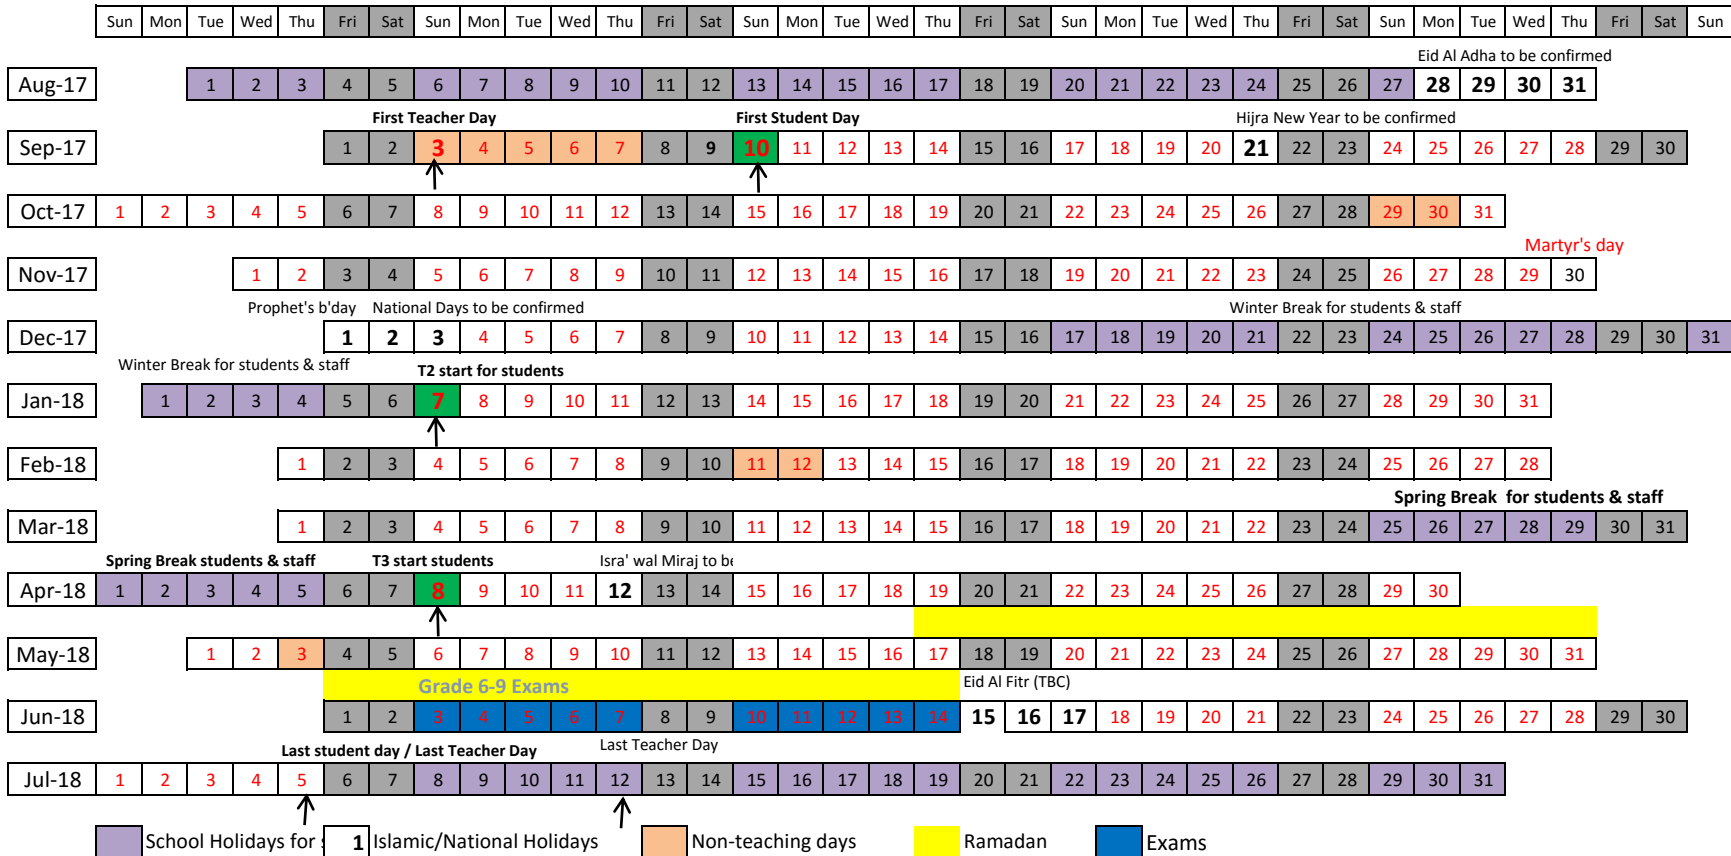 Sun Mon Tue Wed Thu Fri Sat Sun Mon Tue Wed Thu Fri Sat Sun Mon Tue Wed Thu Fri Sat Sun Mon Tue Wed Thu Fri Sat Sun Mon Tue Wed Thu Fri Sat Sun
Eid Al Adha to be confirmed
Aug-17 1 2 3 4 5 6 7 8 9 10 11 12 13 14 15 16 17 18 19 20 21 22 23 24 25 26 27 28 29 30 31
First Teacher Day First Student Day Hijra New Year to be confirmed
Sep-17 1 2 3 4 5 6 7 8 9 10 11 12 13 14 15 16 17 18 19 20 21 22 23 24 25 26 27 28 29 30
Oct-17 1 2 3 4 5 6 7 8 9 10 11 12 13 14 15 16 17 18 19 20 21 22 23 24 25 26 27 28 29 30 31
Martyr's day
Nov-17 1 2 3 4 5 6 7 8 9 10 11 12 13 14 15 16 17 18 19 20 21 22 23 24 25 26 27 28 29 30
Prophet's b'day National Days to be confirmed Winter Break for students & staff
Dec-17 1 2 3 4 5 6 7 8 9 10 11 12 13 14 15 16 17 18 19 20 21 22 23 24 25 26 27 28 29 30 31
Winter Break for students & staff T2 start for students
Jan-18 1 2 3 4 5 6 7 8 9 10 11 12 13 14 15 16 17 18 19 20 21 22 23 24 25 26 27 28 29 30 31
Feb-18 1 2 3 4 5 6 7 8 9 10 11 12 13 14 15 16 17 18 19 20 21 22 23 24 25 26 27 28
Spring Break for students & staff
Mar-18 1 2 3 4 5 6 7 8 9 10 11 12 13 14 15 16 17 18 19 20 21 22 23 24 25 26 27 28 29 30 31
Spring Break students & staff T3 start students Isra' wal Miraj to be
Apr-18 1 2 3 4 5 6 7 8 9 10 11 12 13 14 15 16 17 18 19 20 21 22 23 24 25 26 27 28 29 30
May-18 1 2 3 4 5 6 7 8 9 10 11 12 13 14 15 16 17 18 19 20 21 22 23 24 25 26 27 28 29 30 31
Grade 6-9 Exams Eid Al Fitr (TBC)
Jun-18 1 2 3 4 5 6 7 8 9 10 11 12 13 14 15 16 17 18 19 20 21 22 23 24 25 26 27 28 29 30
Last student day / Last Teacher Day Last Teacher Day
Jul-18 1 2 3 4 5 6 7 8 9 10 11 12 13 14 15 16 17 18 19 20 21 22 23 24 25 26 27 28 29 30 31
School Holidays for 1 Islamic/National Holidays Non-teaching days Ramadan Exams